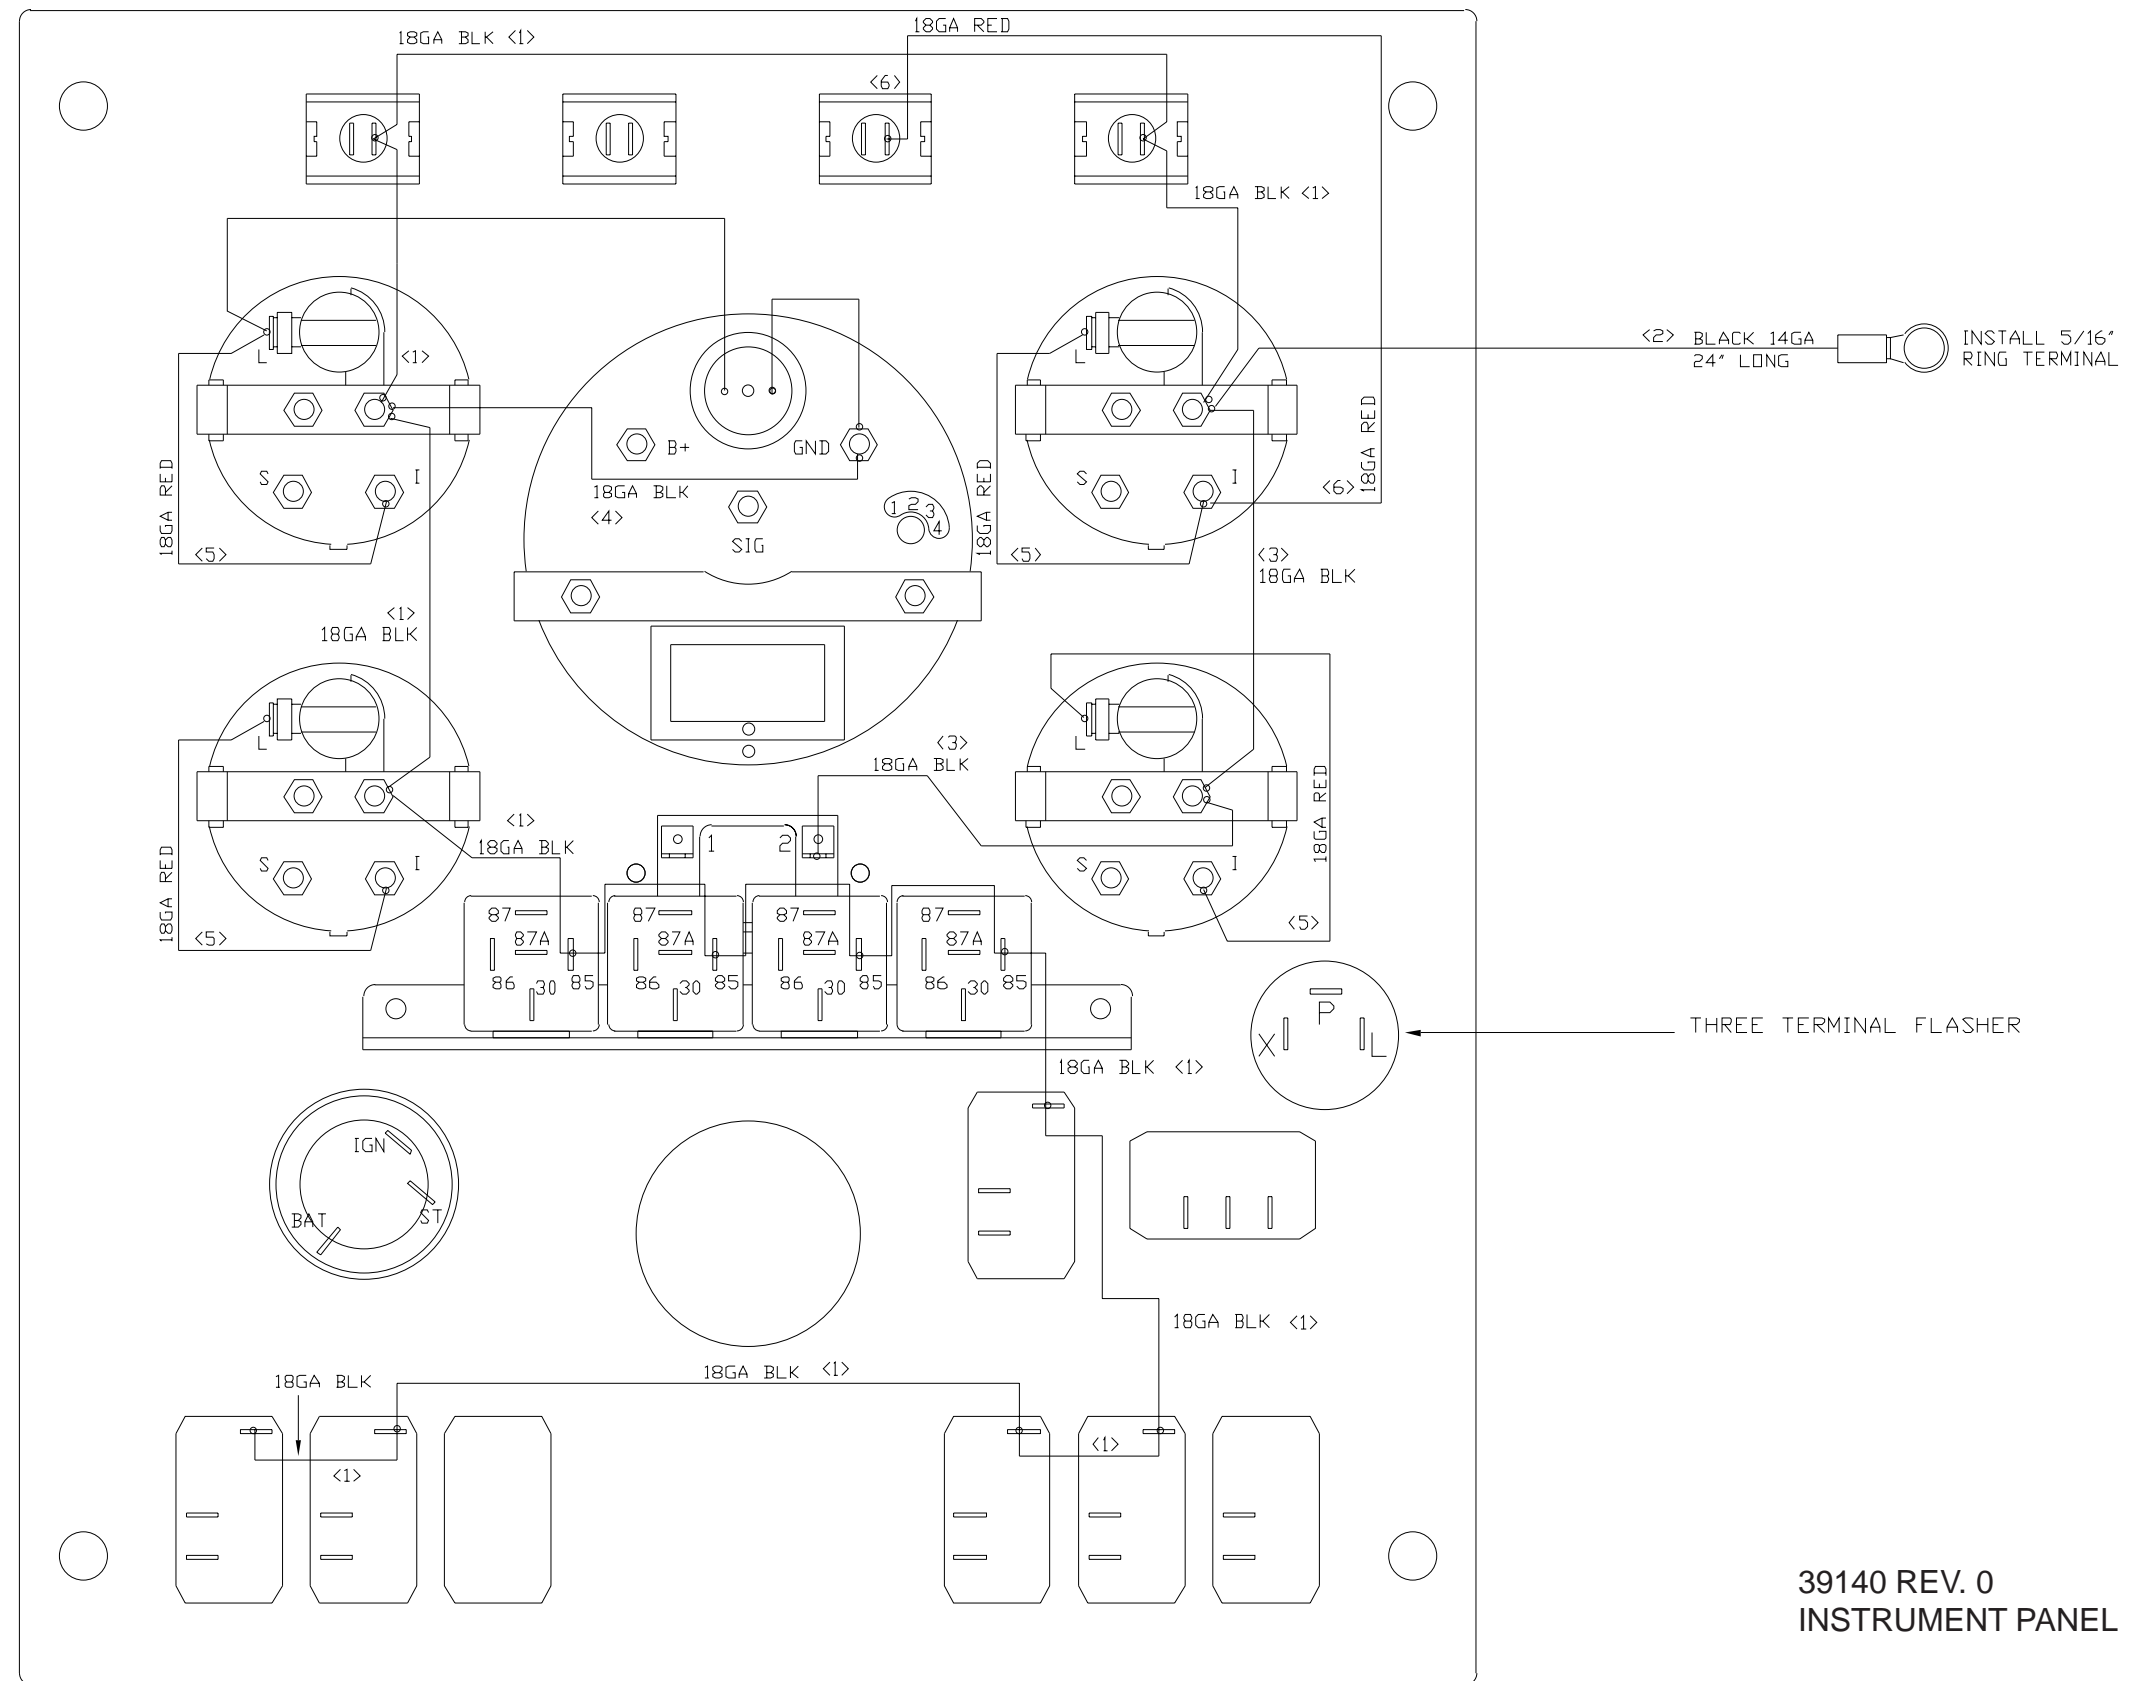 18GA RED
18GA BLK <1>
<6>
18GA BLK <1>
<2> BLACK 14GA
24" LONG
INSTALL 5/16"
RING TERMINAL
L
<1>
L
18GA RED
B+
GND
S
I
18GA RED
18GA BLK
<4>
1 2 3 4
SIG
18GA RED
S
I
<6>
<5>
<5>
<3>
18GA BLK
<1>
18GA BLK
L
<3>
18GA BLK
L
18GA RED
<1>
18GA BLK
1
2
18GA RED
S
I
S
I
<5>
<5>
87
87A
86
30
85
87
87A
86
30
85
87
87A
86
30
85
87
87A
86
30
85
P
X
L
THREE TERMINAL FLASHER
18GA BLK <1>
IGN
BAT
ST
18GA BLK <1>
18GA BLK <1>
18GA BLK
<1>
<1>
39140 REV. 0
INSTRUMENT PANEL